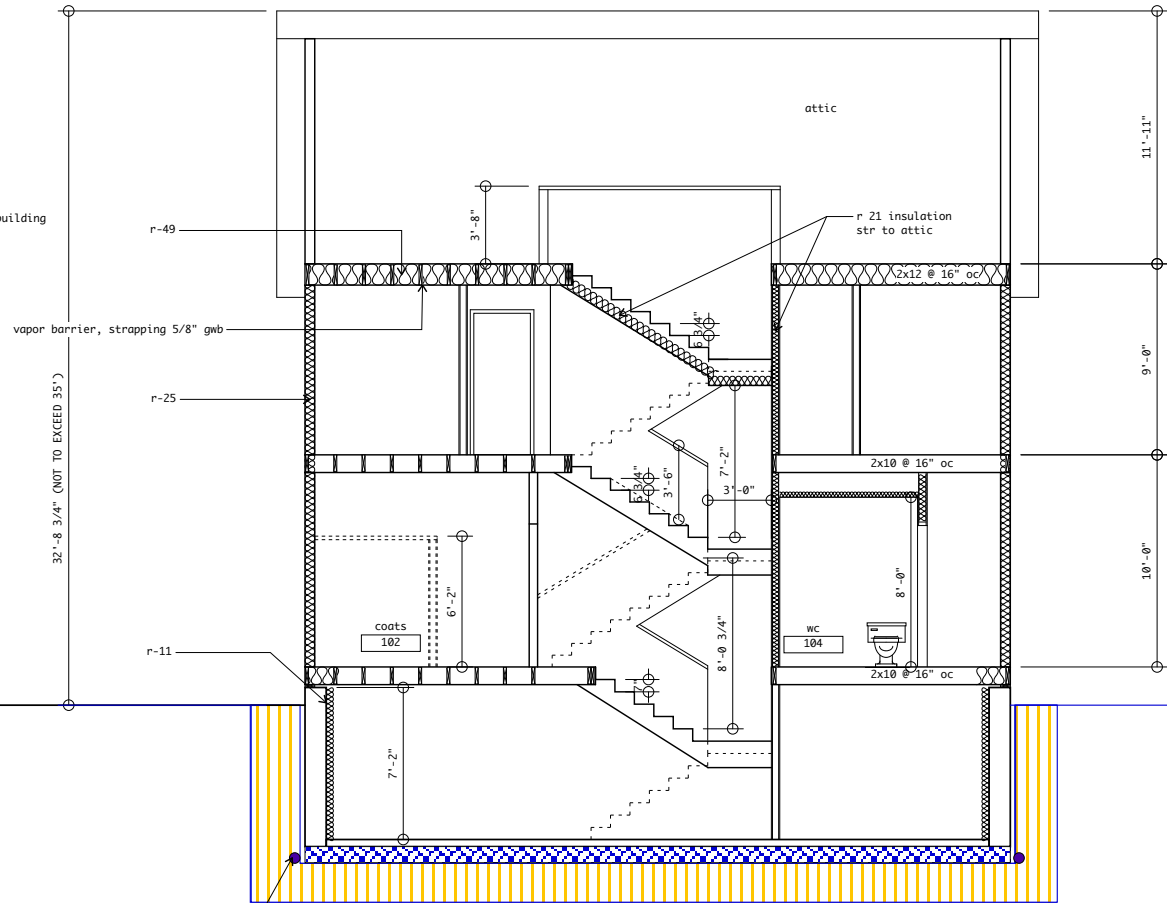 attic
11'-11"
uilding
r-49
3'-8"
r 21 insulation
str to attic
2x12 @ 16" oc
vapor barrier, strapping 5/8" gwb
6 3/4"
9'-0"
r-25
32'-8 3/4" (NOT TO EXCEED 35')
7'-2"
2x10 @ 16" oc
6 3/4"
3'-6"
3'-0"
10'-0"
8'-0"
6'-2"
coats
102
wc
104
8'-0 3/4"
r-11
2x10 @ 16" oc
7"
7'-2"